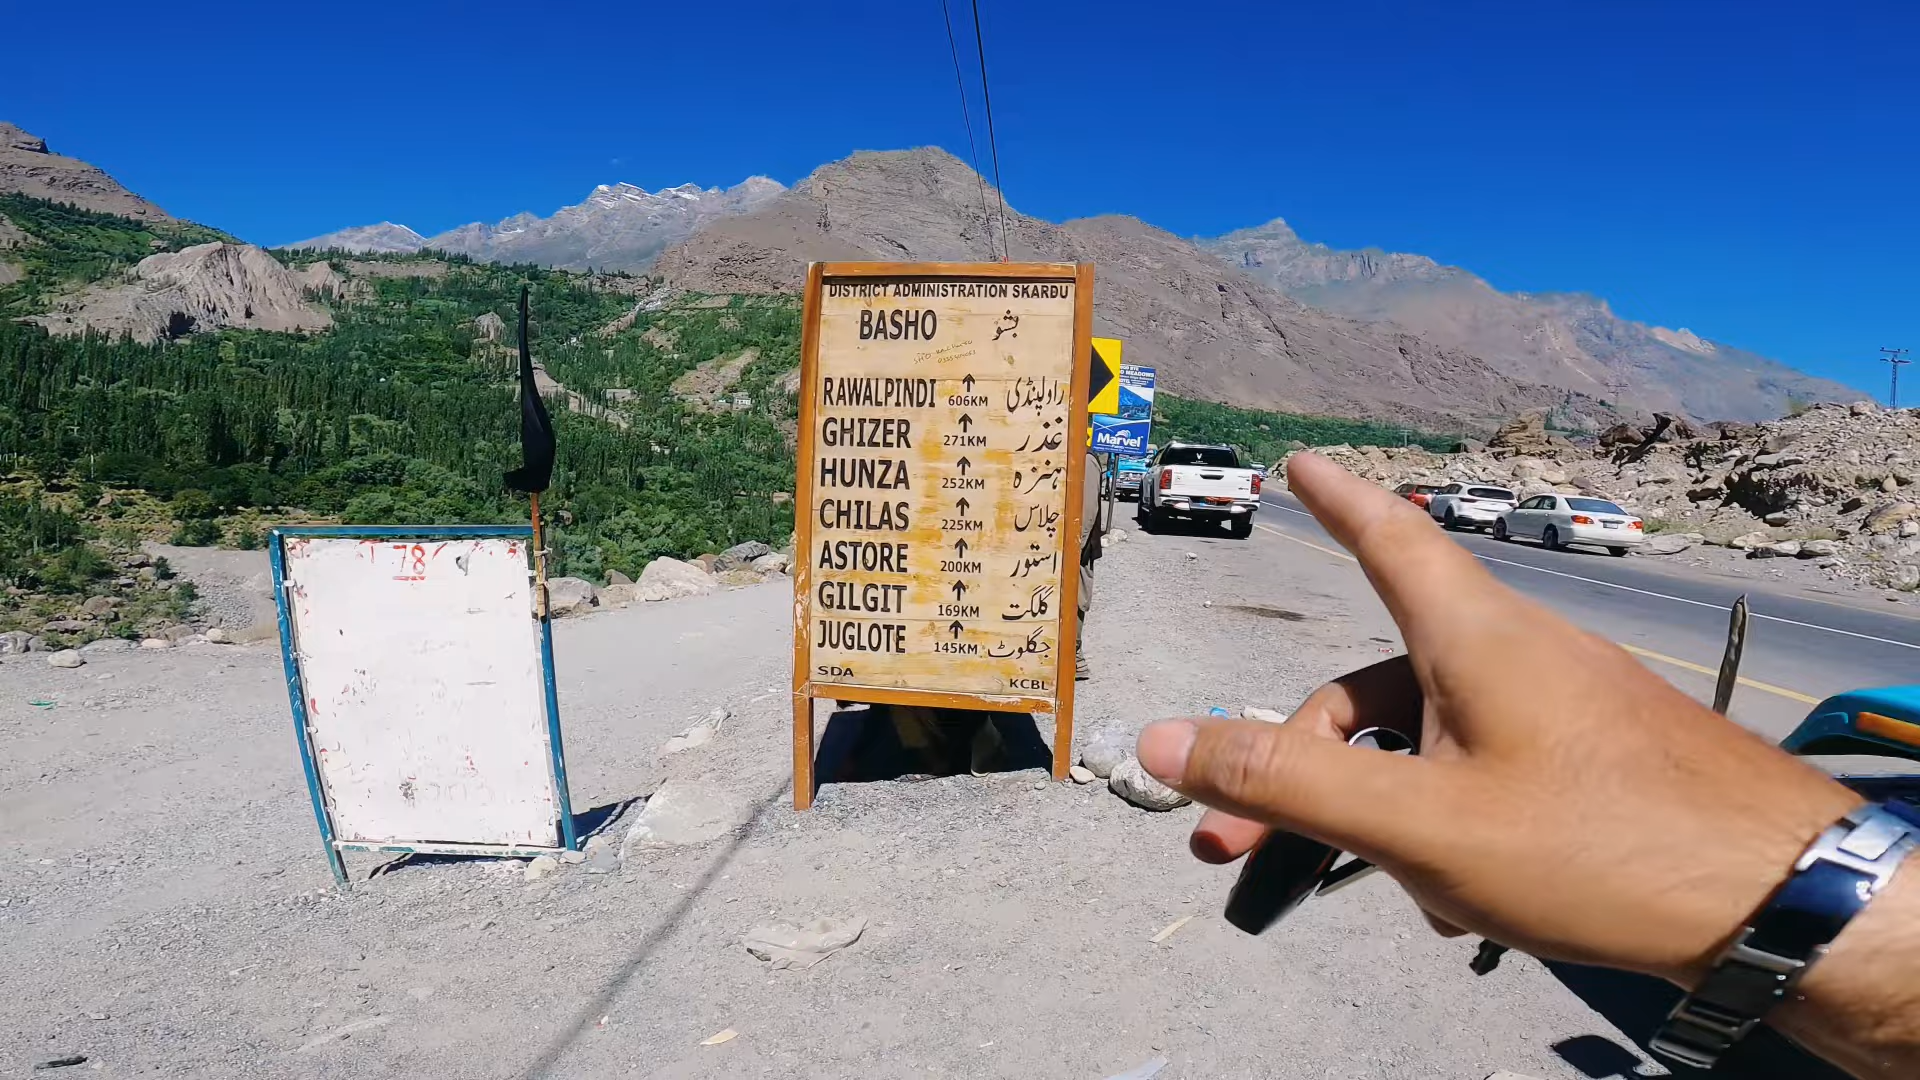 78
DISTRICT ADMINISTRATION SKARDU
BASHO بشو
RAWALPINDI 606KM راولپنڈی
GHIZER 271KM غذر
HUNZA 252KM ہنزہ
CHILAS 225KM چلاس
ASTORE 200KM استور
GILGIT 169KM گلگت
JUGLOTE 145KM جگلوٹ
SDA KCBL
MEADOWS
Marvel